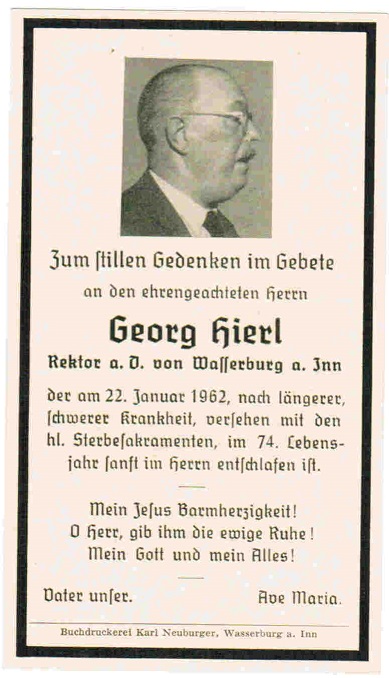 Zum stillen Gedenken im Gebete
an den ehrengeachteten Herrn
Georg Hierl
Rektor a. D. von Wasserburg a. Inn
der am 22. Januar 1962, nach längerer,
schwerer Krankheit, versehen mit den
hl. Sterbesakramenten, im 74. Lebens-
jahr sanft im Herrn entschlafen ist.
Mein Jesus Barmherzigkeit!
O Herr, gib ihm die ewige Ruhe!
Mein Gott und mein Alles!
Vater unser. Ave Maria.
Buchdruckerei Karl Neuburger, Wasserburg a. Inn